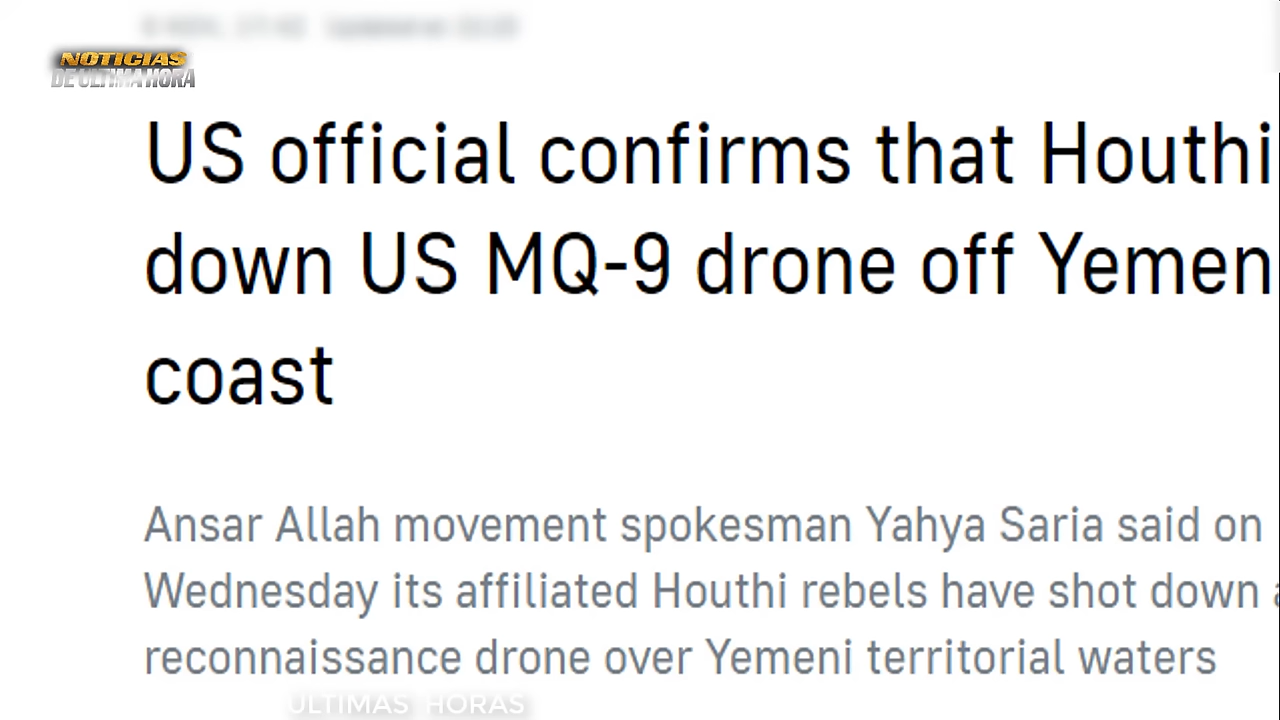 NOTICIAS
DE ULTIMA HORA
US official confirms that Houthi
down US MQ-9 drone off Yemen
coast
Ansar Allah movement spokesman Yahya Saria said on
Wednesday its affiliated Houthi rebels have shot down a
reconnaissance drone over Yemeni territorial waters
ULTIMAS HORAS